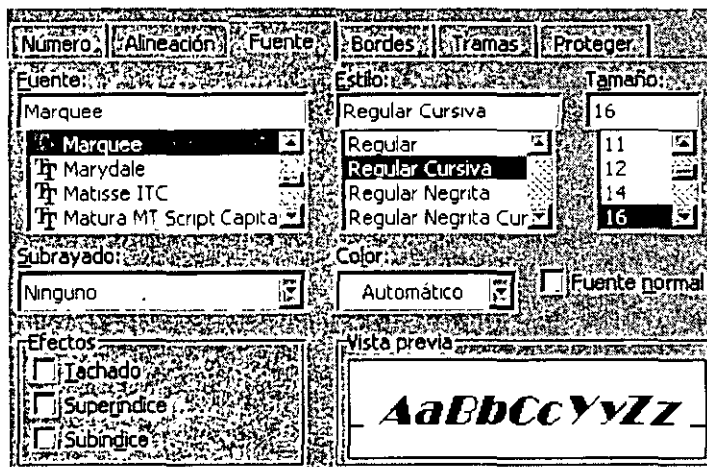 Número Alineación Fuente Bordes Tramas Proteger
Fuente: Estilo: Tamaño:
Marquee Regular Cursiva 16
Marquee Regular 11
Marydale Regular Cursiva 12
Matisse ITC Regular Negrita 14
Matura MT Script Capita Regular Negrita Cur 16
Subrayado: Color:
Ninguno Automático Fuente normal
Efectos Vista previa
Tachado
Superíndice
Subíndice
AaBbCcYyZz